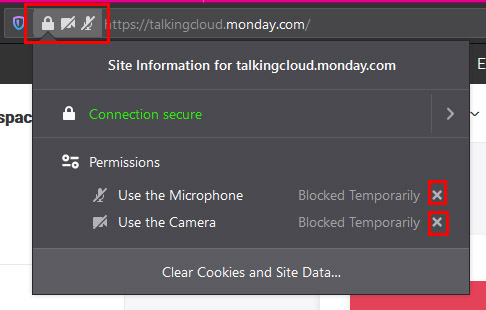 https://talkingcloud.monday.com/
Site Information for talkingcloud.monday.com
E
space
Connection secure
Permissions
Use the Microphone Blocked Temporarily
Use the Camera Blocked Temporarily
Clear Cookies and Site Data...